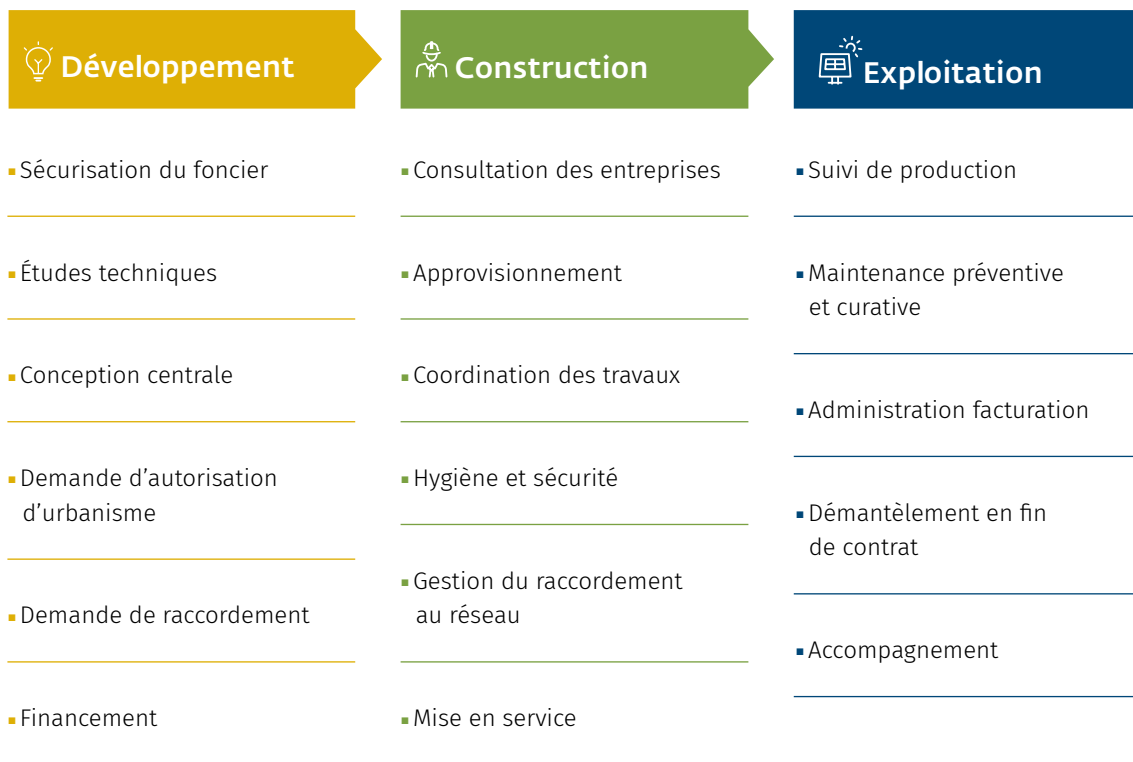 Développement
Sécurisation du foncier
Études techniques
Conception centrale
Demande d’autorisation
d’urbanisme
Demande de raccordement
Financement
Construction
Consultation des entreprises
Approvisionnement
Coordination des travaux
Hygiène et sécurité
Gestion du raccordement
au réseau
Mise en service
Exploitation
Suivi de production
Maintenance préventive
et curative
Administration facturation
Démantèlement en fin
de contrat
Accompagnement